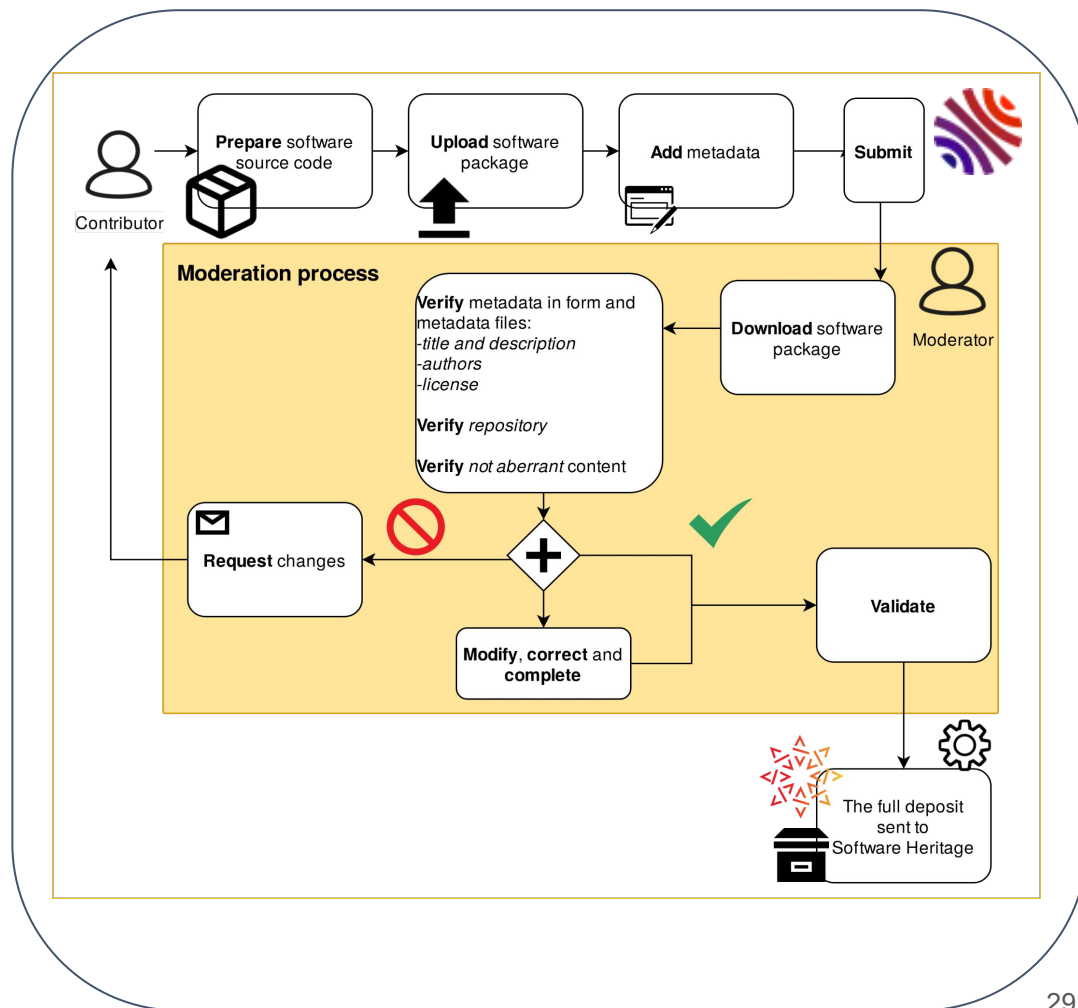 Prepare software
source code
Upload software
package
Add metadata
Submit
Contributor
Moderation process
Verify metadata in form and
metadata files:
-title and description
-authors
-license
Verify repository
Verify not aberrant content
Download software
package
Moderator
Request changes
Validate
Modify, correct and
complete
The full deposit
sent to
Software Heritage
29